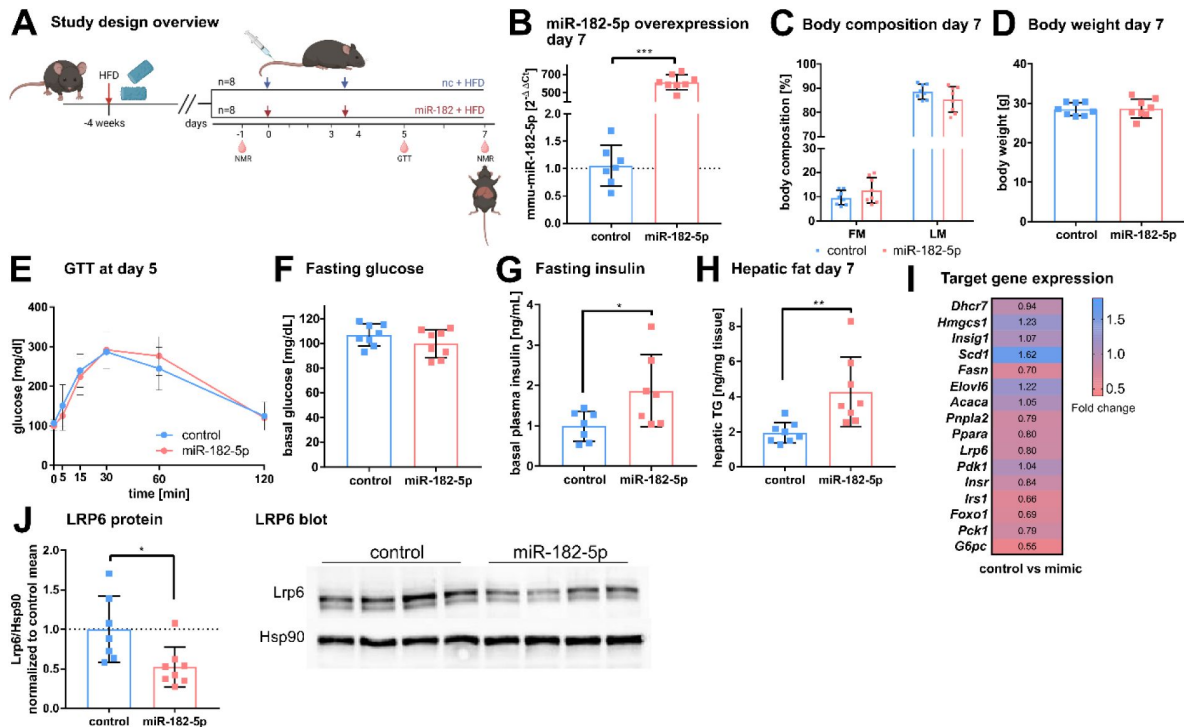 A Study design overview
HFD
-4 weeks
n=8
nc + HFD
n=8
miR-182 + HFD
days
-1 0 3 4 5 7
NMR
GTT
NMR
B miR-182-5p overexpression
day 7
mmu-miR-182-5p [2^-Δ ΔCt]
***
700
500
300
100
2.0
1.5
1.0
0.5
0.0
control miR-182-5p
C Body composition day 7
body composition [%]
100
90
80
70
60
30
20
10
0
FM LM
control miR-182-5p
D Body weight day 7
body weight [g]
40
30
20
10
0
control miR-182-5p
E GTT at day 5
glucose [mg/dl]
400
300
200
100
0
0 5 15 30 60 120
time [min]
control
miR-182-5p
F Fasting glucose
basal glucose [mg/dL]
140
120
100
80
60
40
20
0
control miR-182-5p
G Fasting insulin
basal plasma insulin [ng/mL]
*
4
3
2
1
0
control miR-182-5p
H Hepatic fat day 7
hepatic TG [ng/mg tissue]
**
10
8
6
4
2
0
control miR-182-5p
I Target gene expression
Dhcr7 0.94
Hmgcs1 1.23
Insig1 1.07
Scd1 1.62
Fasn 0.70
Elovl6 1.22
Acaca 1.05
Pnpla2 0.79
Ppara 0.80
Lrp6 0.80
Pdk1 1.04
Insr 0.84
Irs1 0.66
Foxo1 0.69
Pck1 0.79
G6pc 0.55
control vs mimic
1.5
1.0
0.5
Fold change
J LRP6 protein
Lrp6/Hsp90
normalized to control mean
*
2.0
1.5
1.0
0.5
0.0
control miR-182-5p
LRP6 blot
control miR-182-5p
Lrp6
Hsp90